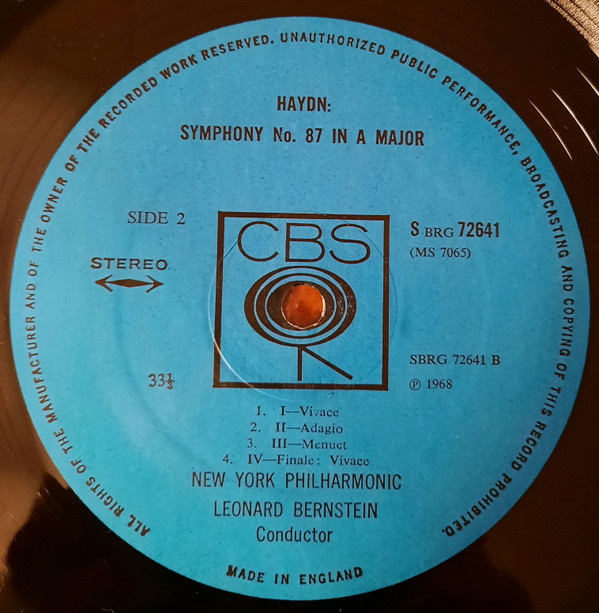 ALL RIGHTS OF THE MANUFACTURER AND OF THE OWNER OF THE RECORDED WORK RESERVED. UNAUTHORIZED PUBLIC PERFORMANCE, BROADCASTING AND COPYING OF THIS RECORD PROHIBITED.
HAYDN:
SYMPHONY No. 87 IN A MAJOR
SIDE 2
CBS
S BRG 72641
(MS 7065)
STEREO
33⅓
SBRG 72641 B
℗ 1968
1. I—Vivace
2. II—Adagio
3. III—Menuet
4. IV—Finale: Vivace
NEW YORK PHILHARMONIC
LEONARD BERNSTEIN
Conductor
MADE IN ENGLAND